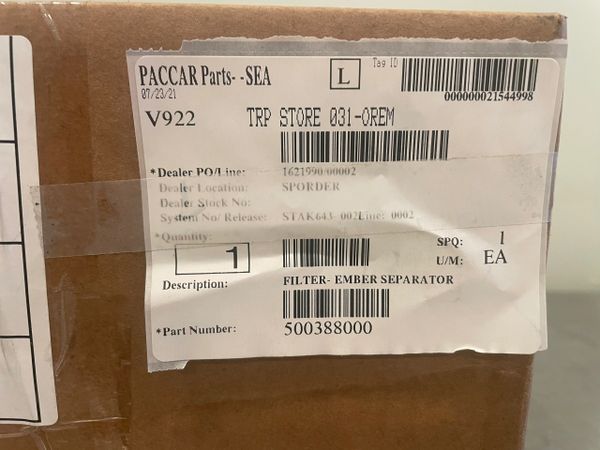 PACCAR Parts- -SEA
L
Tag ID
07/23/21
000000021544998
V922
TRP STORE 031-OREM
*Dealer PO/Line: 1621990/00002
Dealer Location: SPORDER
Dealer Stock No:
System No/ Release: STAK643- 002Line: 0002
*Quantity:
1
SPQ: 1
U/M: EA
Description: FILTER- EMBER SEPARATOR
*Part Number: 500388000